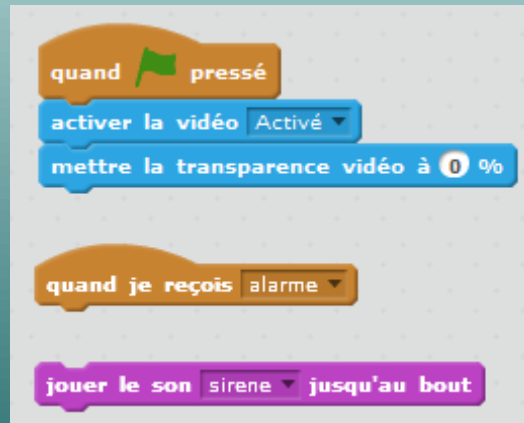 quand pressé
activer la vidéo Activé
mettre la transparence vidéo à 0 %
quand je reçois alarme
jouer le son sirene jusqu'au bout